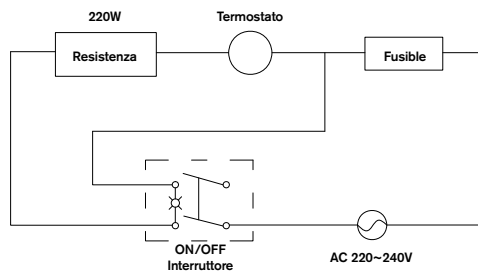 220W
Termostato
Resistenza
Fusible
ON/OFF
Interruttore
AC 220~240V